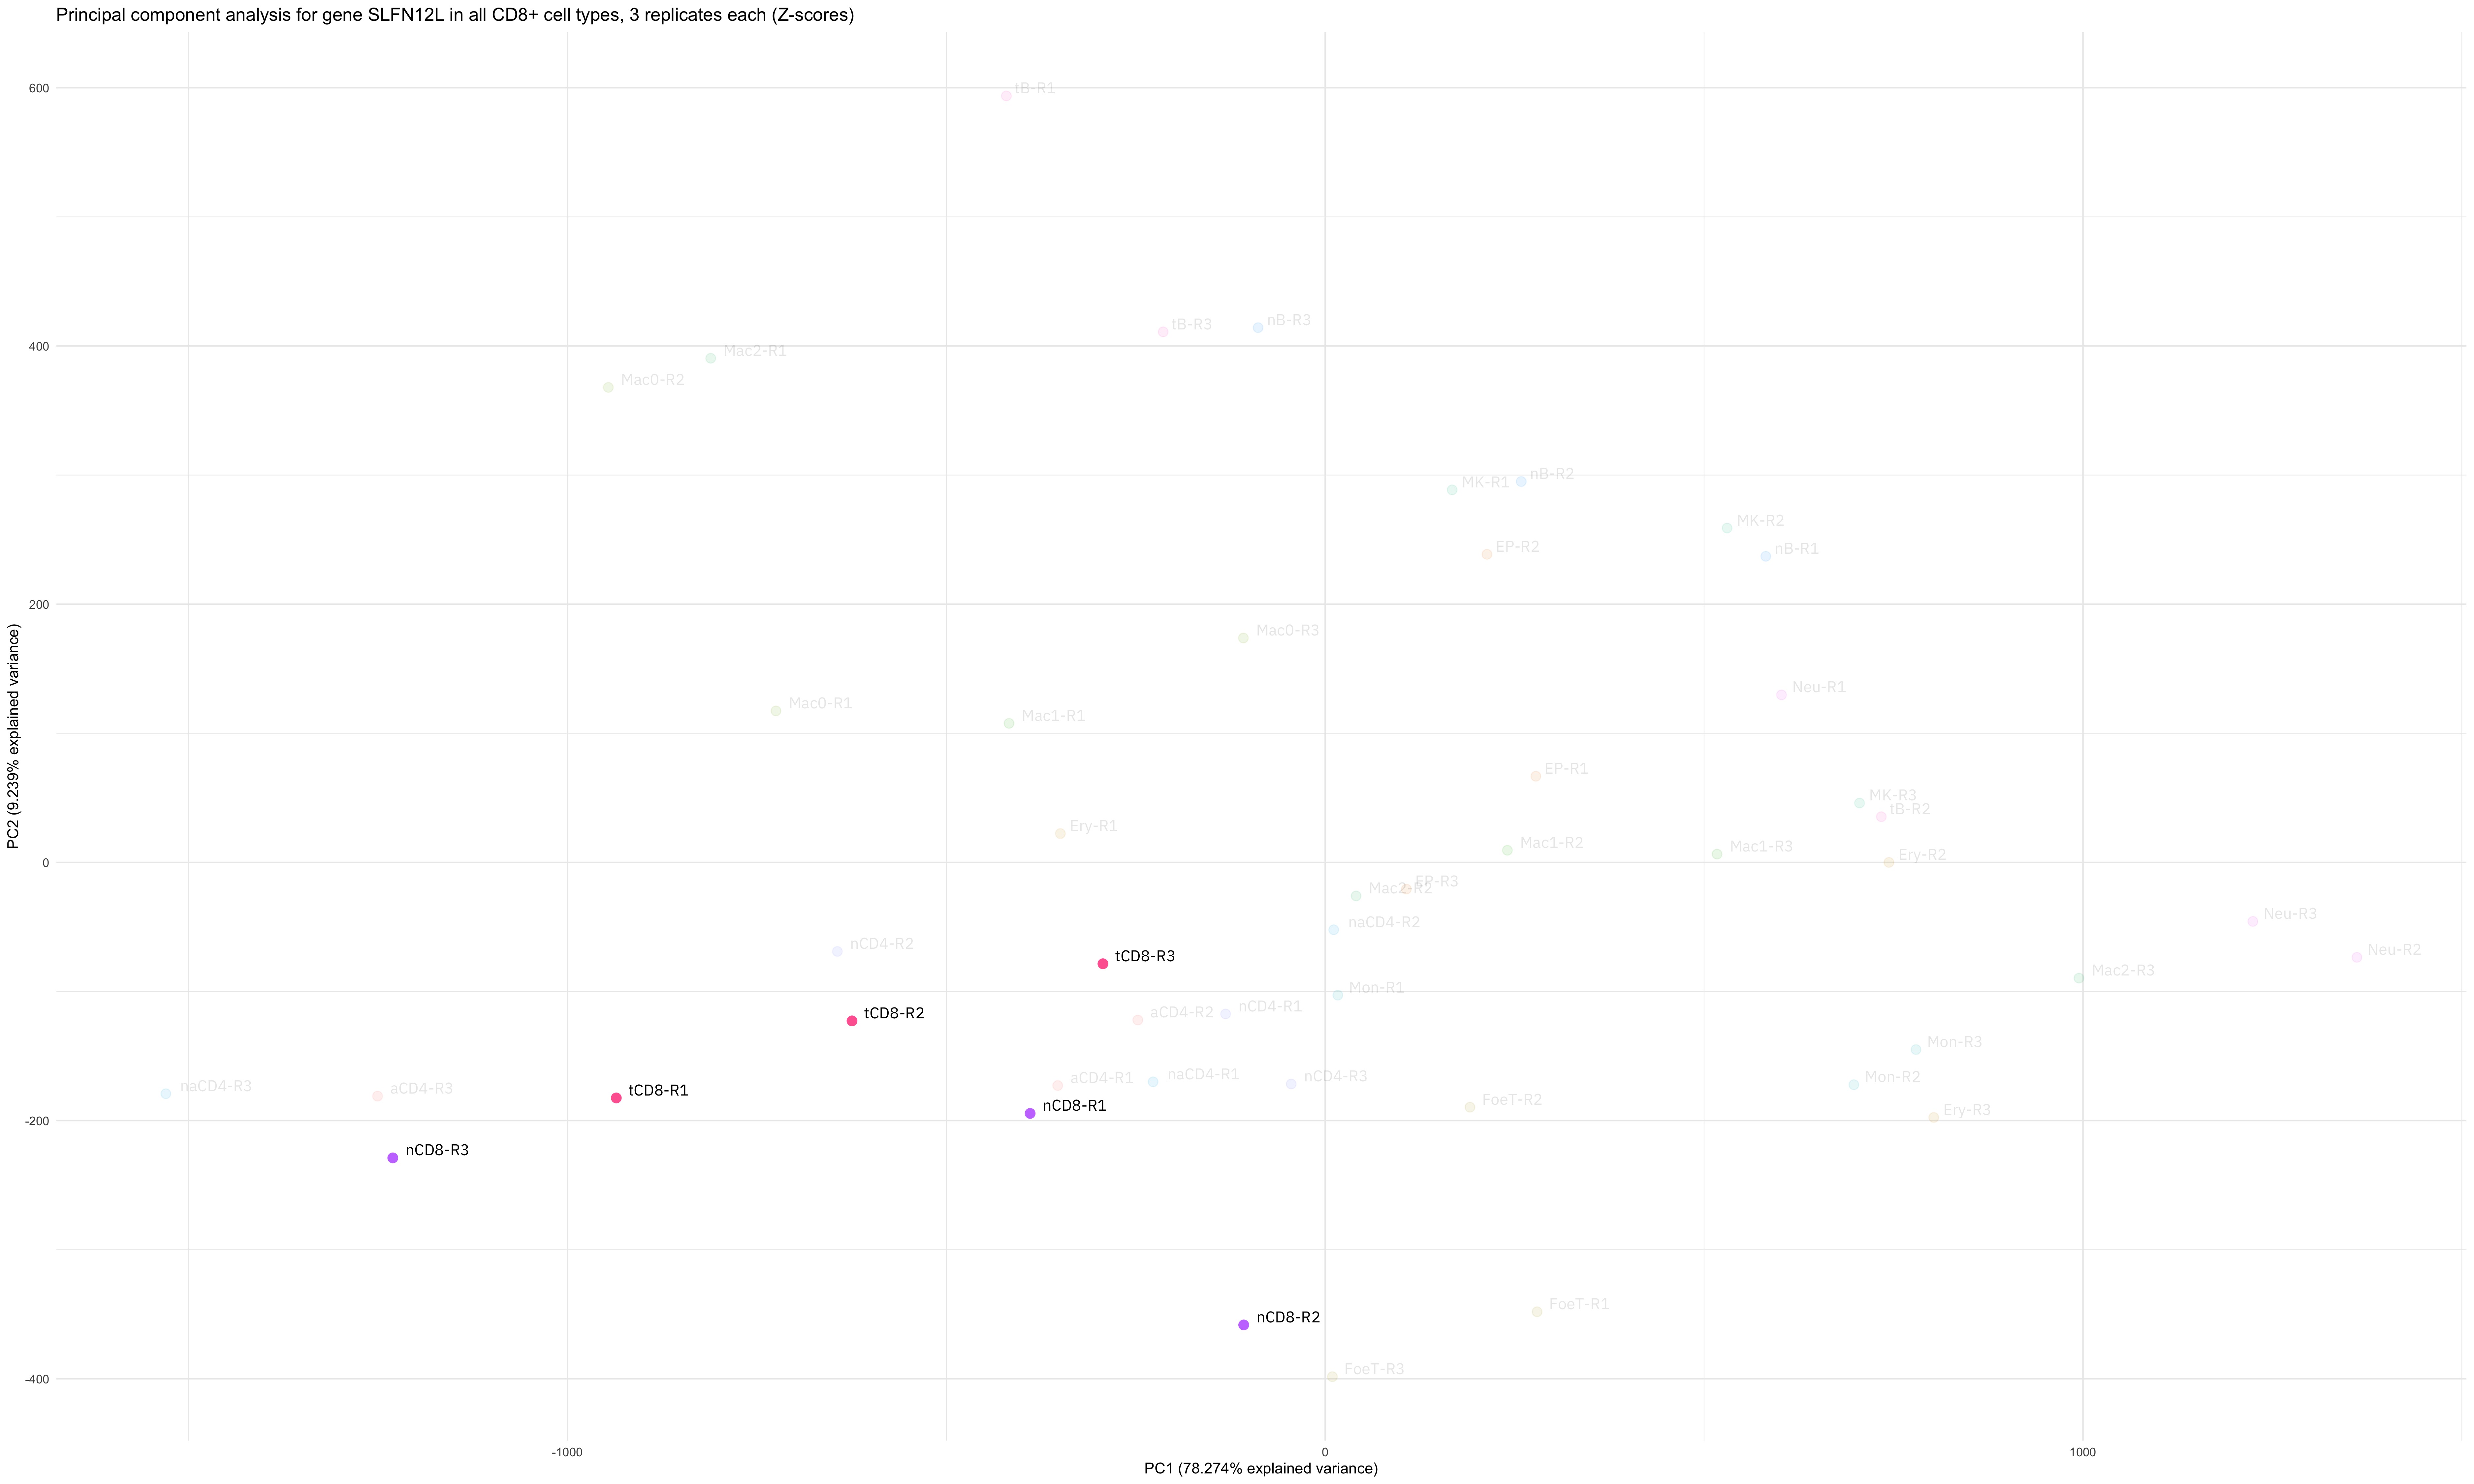 Principal component analysis for gene SLFN12L in all CD8+ cell types, 3 replicates each (Z-scores)
600
tB-R1
tB-R3
nB-R3
400
Mac2-R1
Mac0-R2
nB-R2
MK-R1
MK-R2
EP-R2
nB-R1
200
Mac0-R3
Neu-R1
Mac0-R1
Mac1-R1
EP-R1
MK-R3
tB-R2
Ery-R1
Mac1-R2
Mac1-R3
Ery-R2
0
EP-R3
Mac2-R2
naCD4-R2
Neu-R3
nCD4-R2
Neu-R2
tCD8-R3
Mac2-R3
Mon-R1
nCD4-R1
aCD4-R2
tCD8-R2
Mon-R3
naCD4-R1
nCD4-R3
aCD4-R1
Mon-R2
naCD4-R3
aCD4-R3
tCD8-R1
FoeT-R2
nCD8-R1
Ery-R3
-200
nCD8-R3
FoeT-R1
nCD8-R2
FoeT-R3
-400
PC2 (9.239% explained variance)
-1000
0
1000
PC1 (78.274% explained variance)